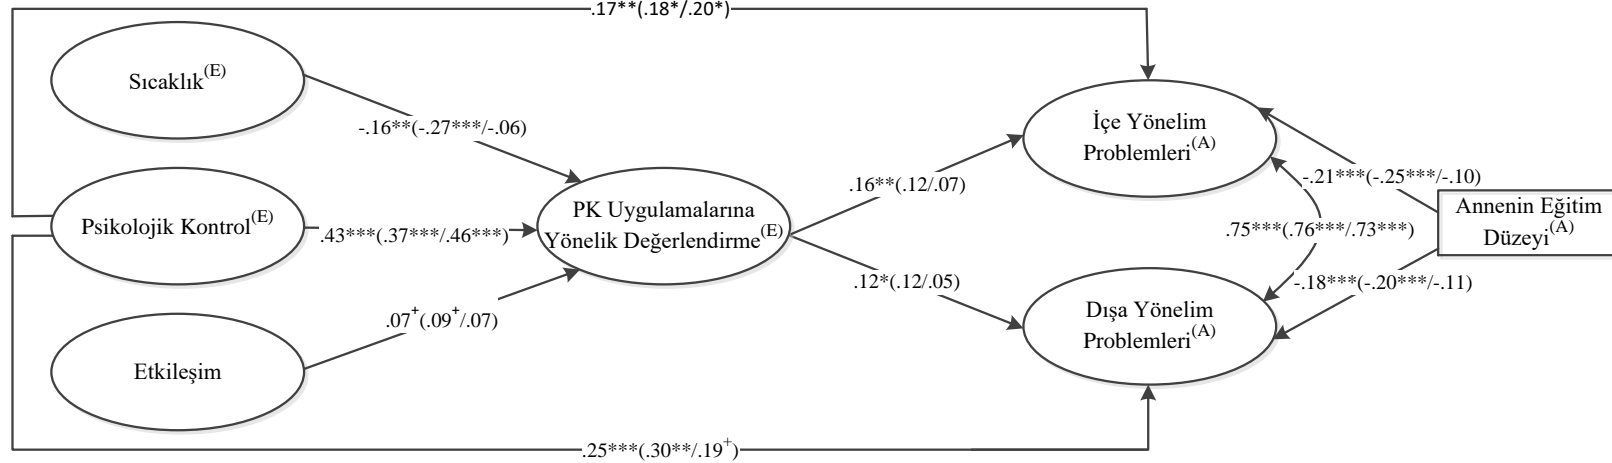 .17**(.18*/.20*)
Sıcaklık(E)
-.16**(-.27***/-.06)
Psikolojik Kontrol(E)
.43***(.37***/.46***)
Etkileşim
.07+(.09+/.07)
PK Uygulamalarına
Yönelik Değerlendirme(E)
.16**(.12/.07)
.12*(.12/.05)
İçe Yönelim
Problemleri(A)
Dışa Yönelim
Problemleri(A)
-.21***(-.25***/-.10)
.75***(.76***/.73***)
-.18***(-.20***/-.11)
Annenin Eğitim
Düzeyi(A)
.25***(.30**/.19+)